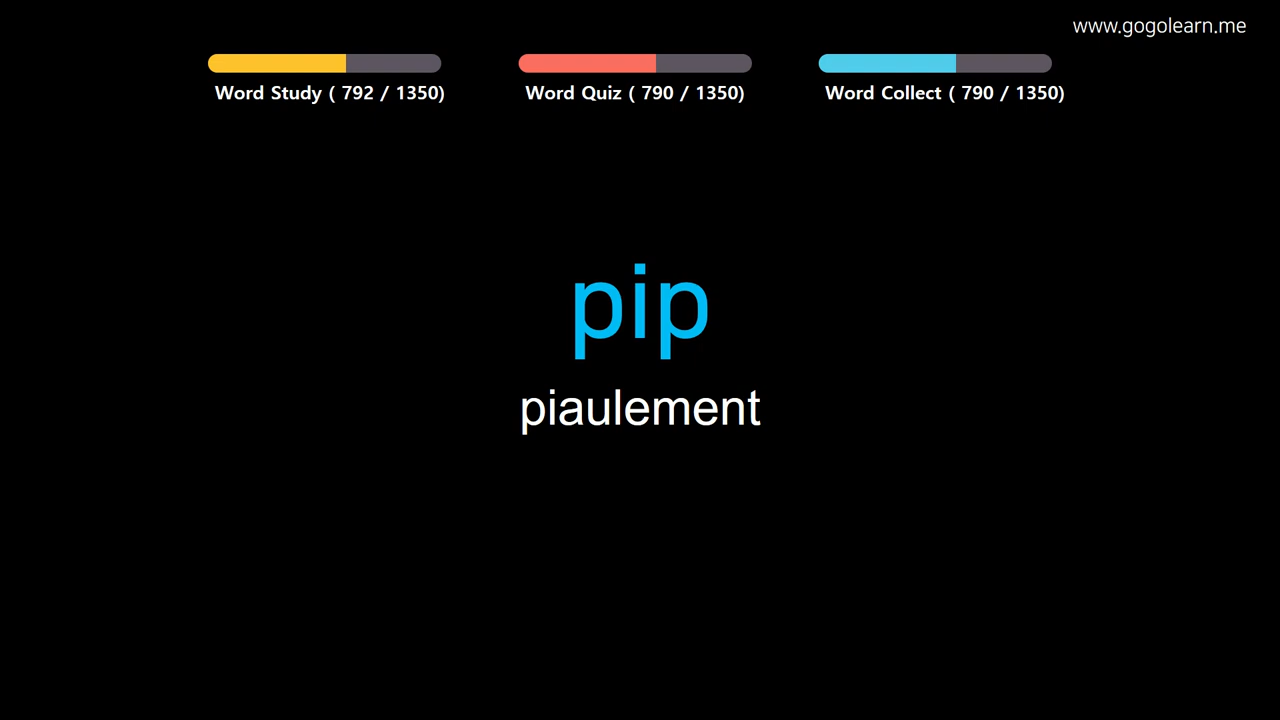 www.gogolearn.me
Word Study ( 792 / 1350)
Word Quiz ( 790 / 1350)
Word Collect ( 790 / 1350)
pip
piaulement